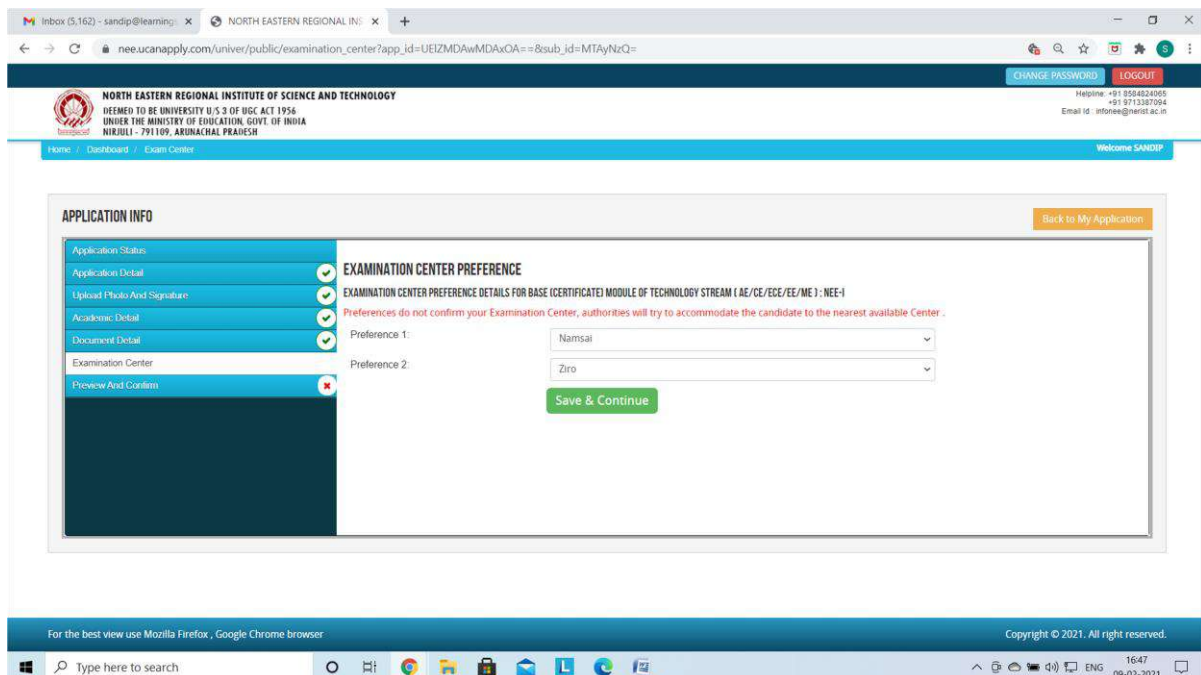 Inbox (5,162) - sandip@learning
NORTH EASTERN REGIONAL INS
nee.ucanapply.com/univer/public/examination_center?app_id=UElZMDAwMDAxOA==&sub_id=MTAyNzQ=
S
CHANGE PASSWORD
LOGOUT
NORTH EASTERN REGIONAL INSTITUTE OF SCIENCE AND TECHNOLOGY
DEEMED TO BE UNIVERSITY U/S 3 OF UGC ACT 1956
UNDER THE MINISTRY OF EDUCATION, GOVT. OF INDIA
NIRJULI - 791109, ARUNACHAL PRADESH
Helpline: +91 8584824065
+91 9713387094
Email Id : infonee@nerist.ac.in
Home / Dashboard / Exam Center
Welcome SANDIP
APPLICATION INFO
Back to My Application
Application Status
Application Detail
Upload Photo And Signature
Academic Detail
Document Detail
Examination Center
Preview And Confirm
EXAMINATION CENTER PREFERENCE
EXAMINATION CENTER PREFERENCE DETAILS FOR BASE (CERTIFICATE) MODULE OF TECHNOLOGY STREAM ( AE/CE/ECE/EE/ME ) : NEE-I
Preferences do not confirm your Examination Center, authorities will try to accommodate the candidate to the nearest available Center .
Preference 1:
Namsai
Preference 2:
Ziro
Save & Continue
For the best view use Mozilla Firefox , Google Chrome browser
Copyright © 2021. All right reserved.
Type here to search
L
ENG
16:47
09-02-2021